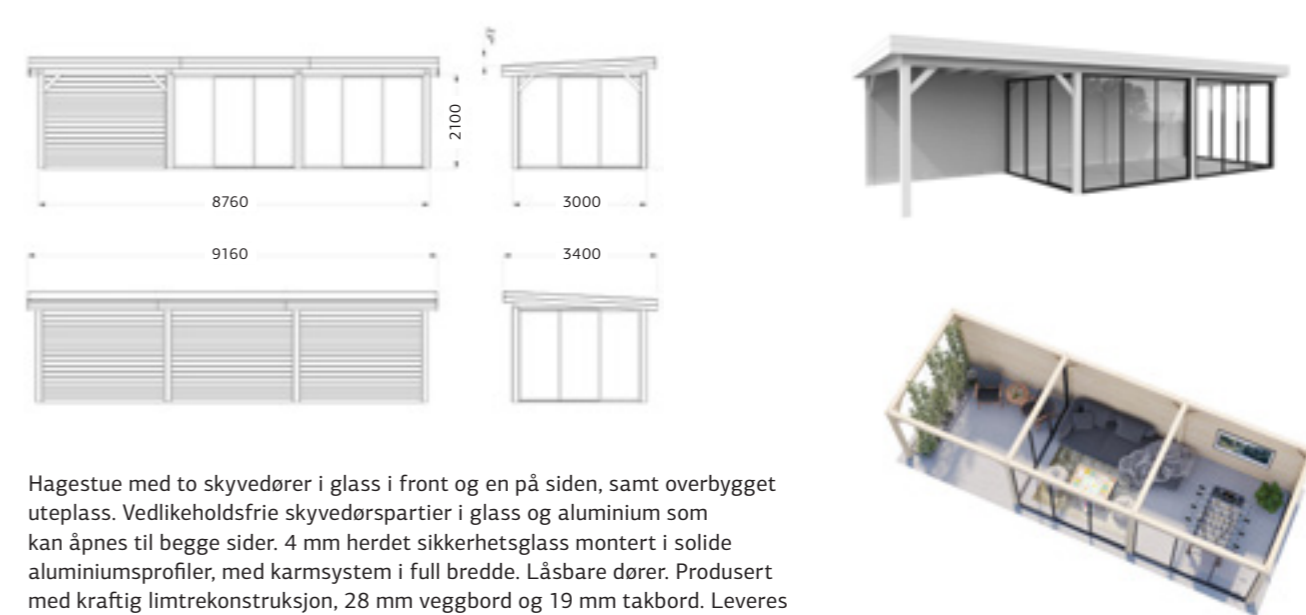 2100
8760
3000
9160
3400
Hagestue med to skyvedører i glass i front og en på siden, samt overbygget
uteplass. Vedlikeholdsfrie skyvedørspartier i glass og aluminium som
kan åpnes til begge sider. 4 mm herdet sikkerhetsglass montert i solide
aluminiumsprofiler, med karmsystem i full bredde. Låsbare dører. Produsert
med kraftig limtrekonstruksjon, 28 mm veggbord og 19 mm takbord. Leveres